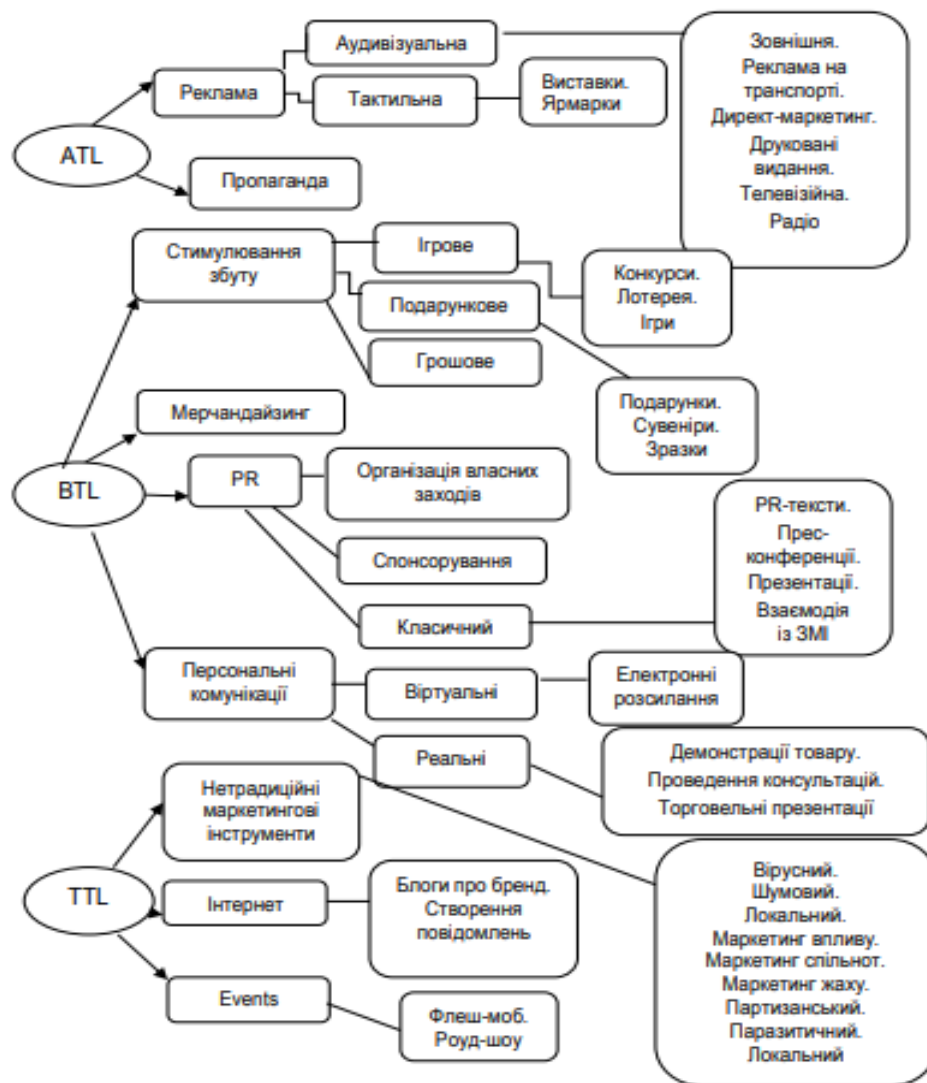 Аудивізуальна
Зовнішня.
Реклама на
транспорті.
Директ-маркетинг.
Друковані
видання.
Телевізійна.
Радіо
Реклама
Тактильна
Виставки.
Ярмарки
ATL
Пропаганда
Стимулювання
збуту
Ігрове
Конкурси.
Лотерея.
Ігри
Подарункове
Грошове
Подарунки.
Сувеніри.
Зразки
Мерчандайзинг
BTL
PR
Організація власних
заходів
PR-тексти.
Прес-
конференції.
Презентації.
Взаємодія
із ЗМІ
Спонсорування
Класичний
Персональні
комунікації
Віртуальні
Електронні
розсилання
Реальні
Демонстрації товару.
Проведення консультацій.
Торговельні презентації
Нетрадиційні
маркетингові
інструменти
TTL
Інтернет
Блоги про бренд.
Створення
повідомлень
Вірусний.
Шумовий.
Локальний.
Маркетинг впливу.
Маркетинг спільнот.
Маркетинг жаху.
Партизанський.
Паразитичний.
Локальний
Events
Флеш-моб.
Роуд-шоу